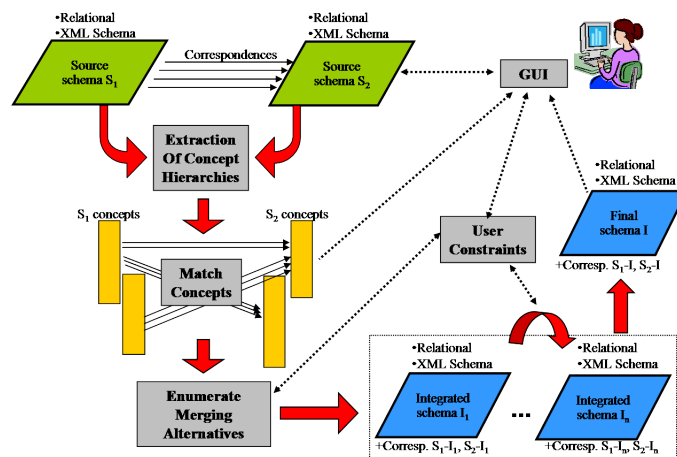 •Relational
•XML Schema
•Relational
•XML Schema
Correspondences
Source
schema S1
Source
schema S2
GUI
Extraction
Of Concept
Hierarchies
•Relational
•XML Schema
S1 concepts
S2 concepts
Final
schema I
User
Constraints
Match
Concepts
+Corresp. S1-I, S2-I
•Relational
•XML Schema
•Relational
•XML Schema
Enumerate
Merging
Alternatives
Integrated
schema I1
...
Integrated
schema In
+Corresp. S1-I1, S2-I1
+Corresp. S1-In, S2-In